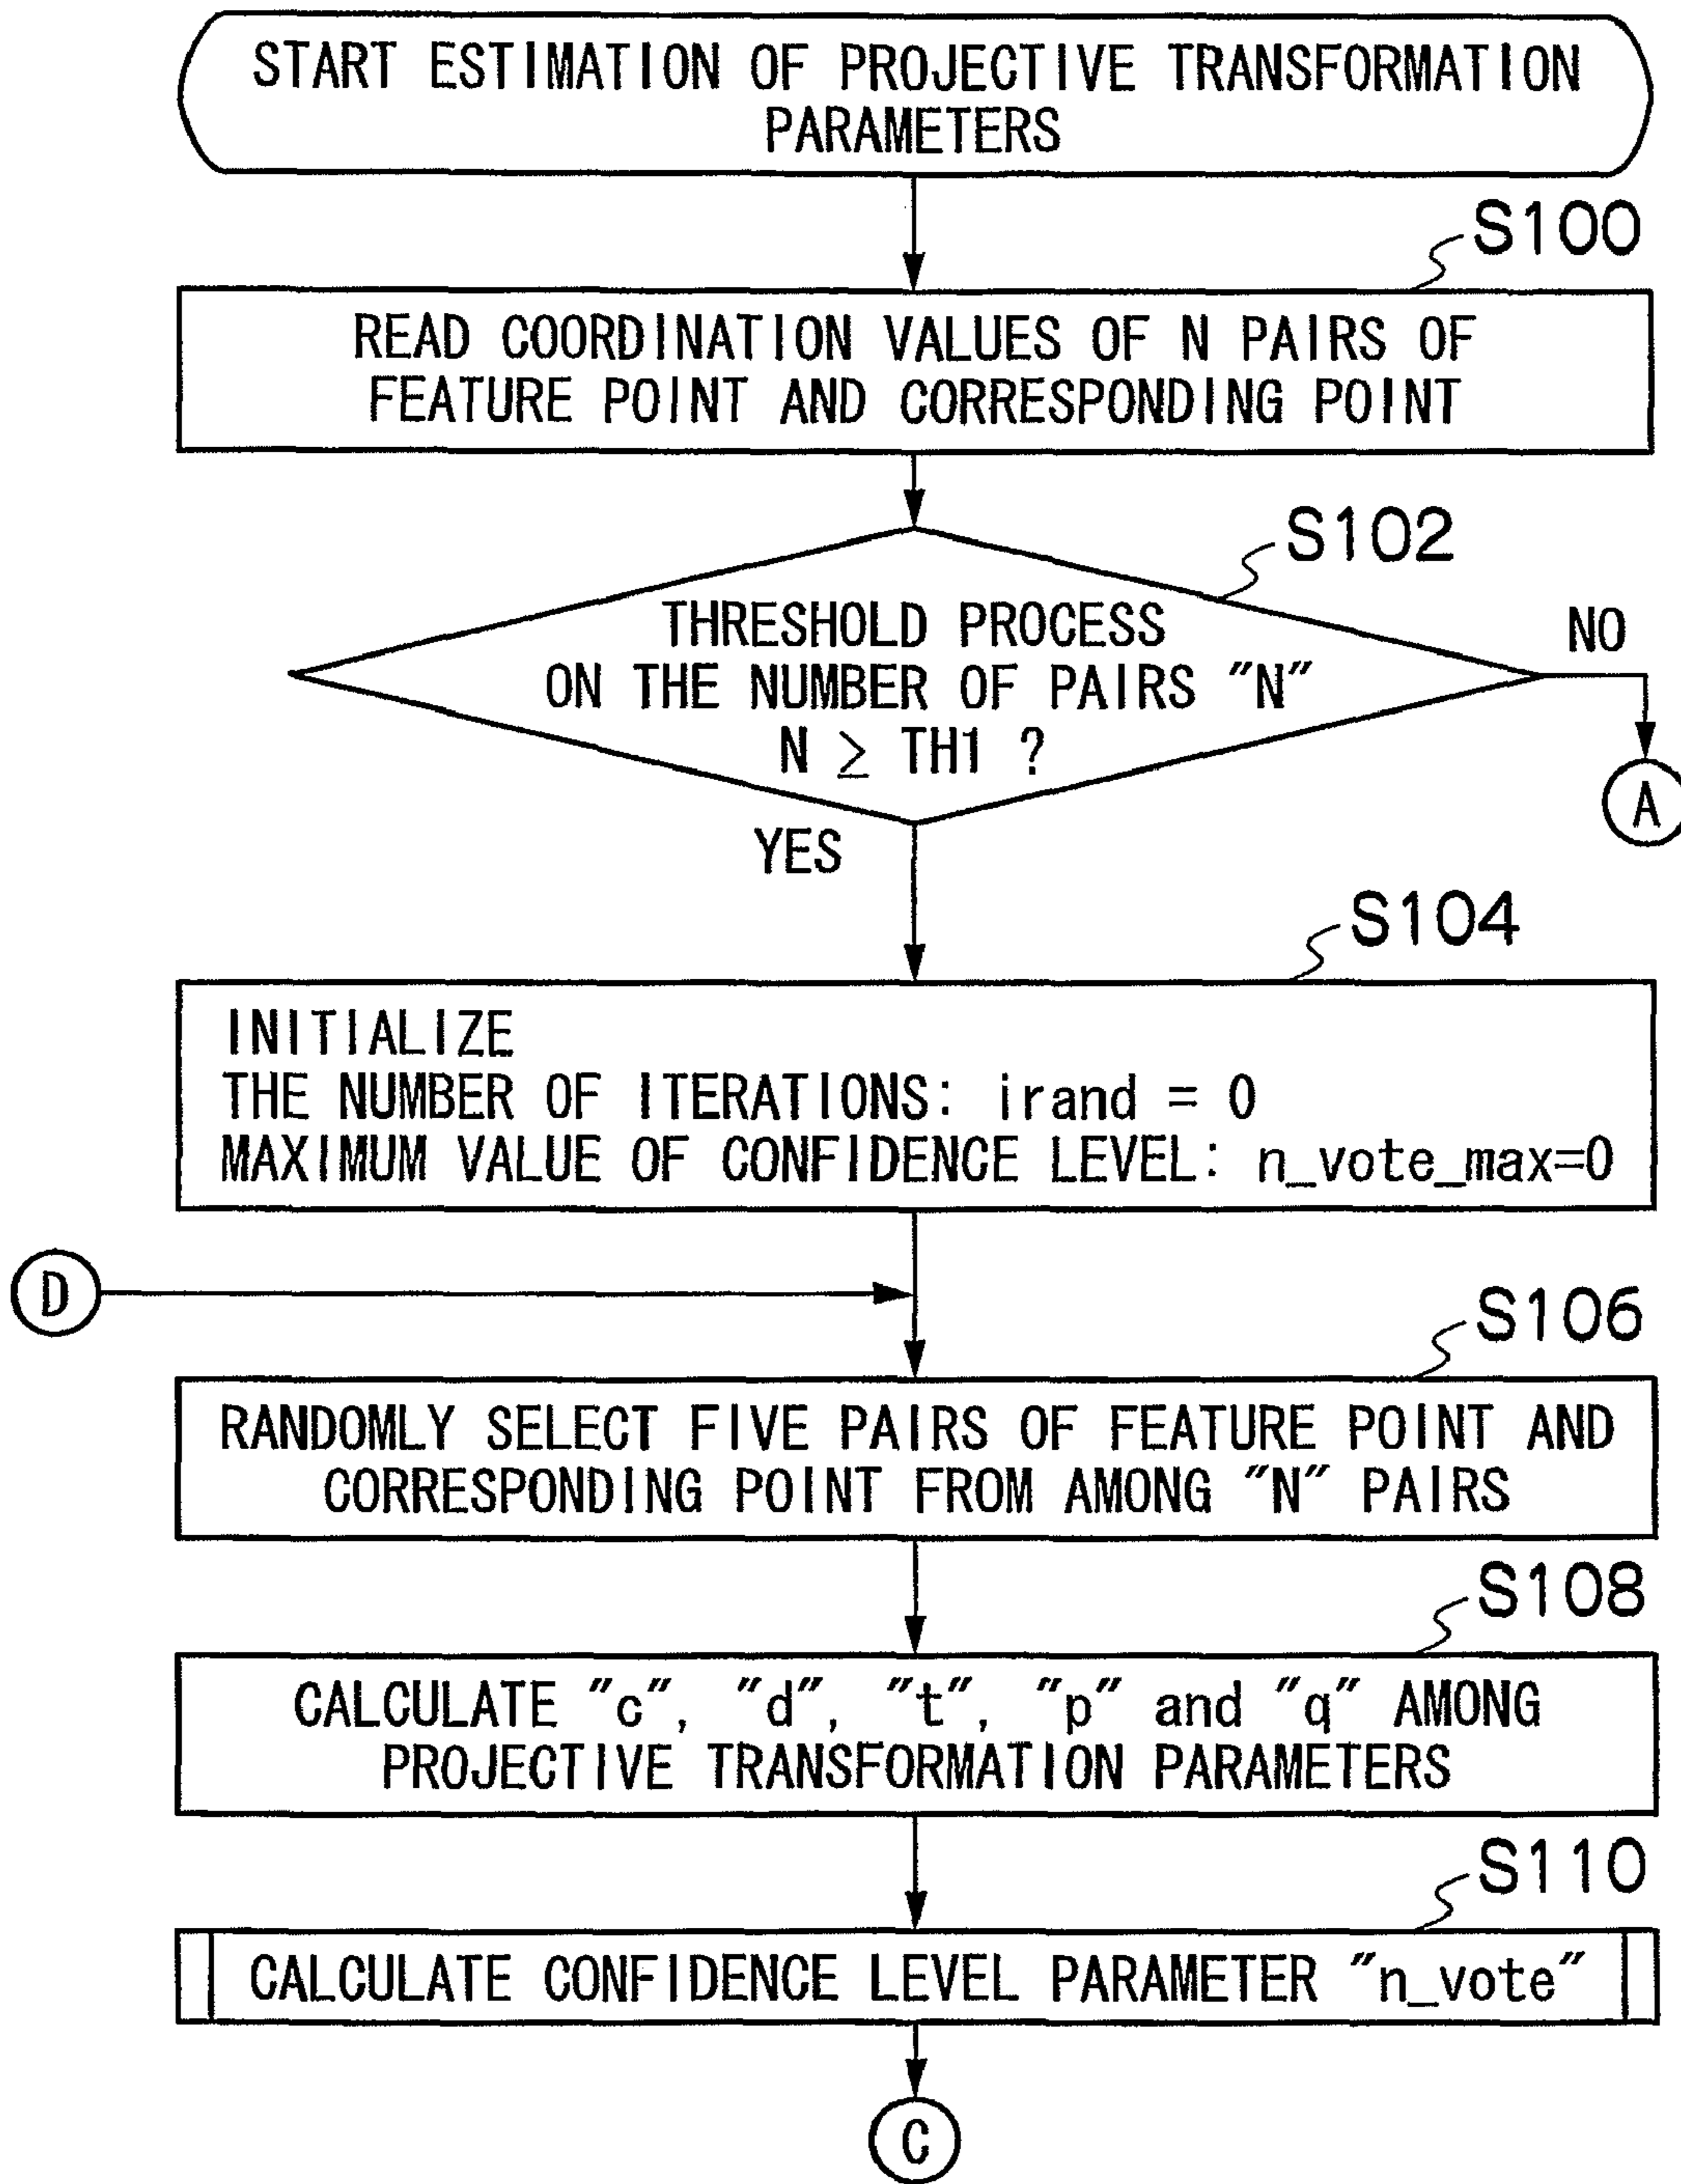 START ESTIMATION OF PROJECTIVE TRANSFORMATION
PARAMETERS
S100
READ COORDINATION VALUES OF N PAIRS OF
FEATURE POINT AND CORRESPONDING POINT
S102
THRESHOLD PROCESS
ON THE NUMBER OF PAIRS "N"
N ≥ TH1 ?
NO
A
YES
S104
INITIALIZE
THE NUMBER OF ITERATIONS: irand = 0
MAXIMUM VALUE OF CONFIDENCE LEVEL: n_vote_max=0
D
S106
RANDOMLY SELECT FIVE PAIRS OF FEATURE POINT AND
CORRESPONDING POINT FROM AMONG "N" PAIRS
S108
CALCULATE "c", "d", "t", "p" and "q" AMONG
PROJECTIVE TRANSFORMATION PARAMETERS
S110
CALCULATE CONFIDENCE LEVEL PARAMETER "n_vote"
C